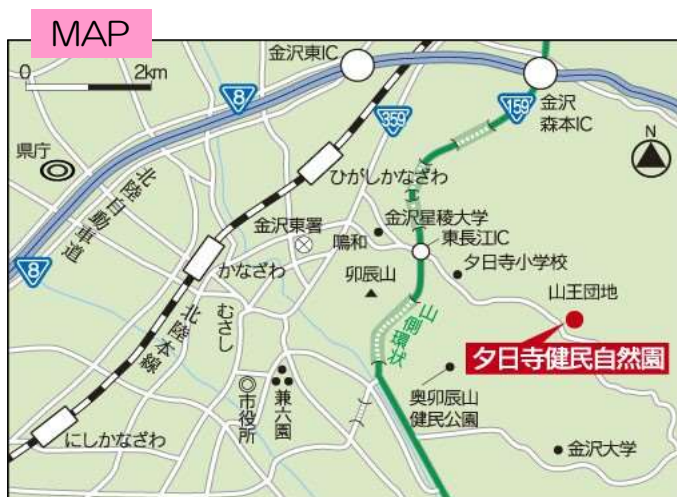 MAP
0
2km
金沢東IC
8
359
159
金沢
森本IC
N
県庁
北陸自動車道
ひがしかなざわ
金沢星稜大学
金沢東署
鳴和
東長江IC
夕日寺小学校
かなざわ
卯辰山
山王団地
8
北陸本線
むさし
山側環状
夕日寺健民自然園
市役所
兼六園
奥卯辰山
健民公園
にしかなざわ
金沢大学